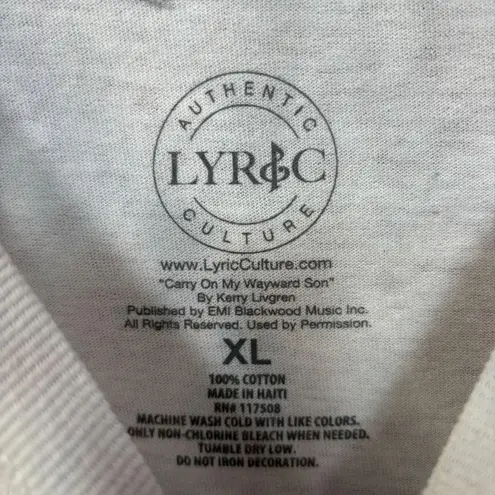 AUTHENTIC
LYRIC
CULTURE
www.LyricCulture.com
"Carry On My Wayward Son"
By Kerry Livgren
Published by EMI Blackwood Music Inc.
All Rights Reserved. Used by Permission.
XL
100% COTTON
MADE IN HAITI
RN# 117508
MACHINE WASH COLD WITH LIKE COLORS.
ONLY NON-CHLORINE BLEACH WHEN NEEDED.
TUMBLE DRY LOW.
DO NOT IRON DECORATION.